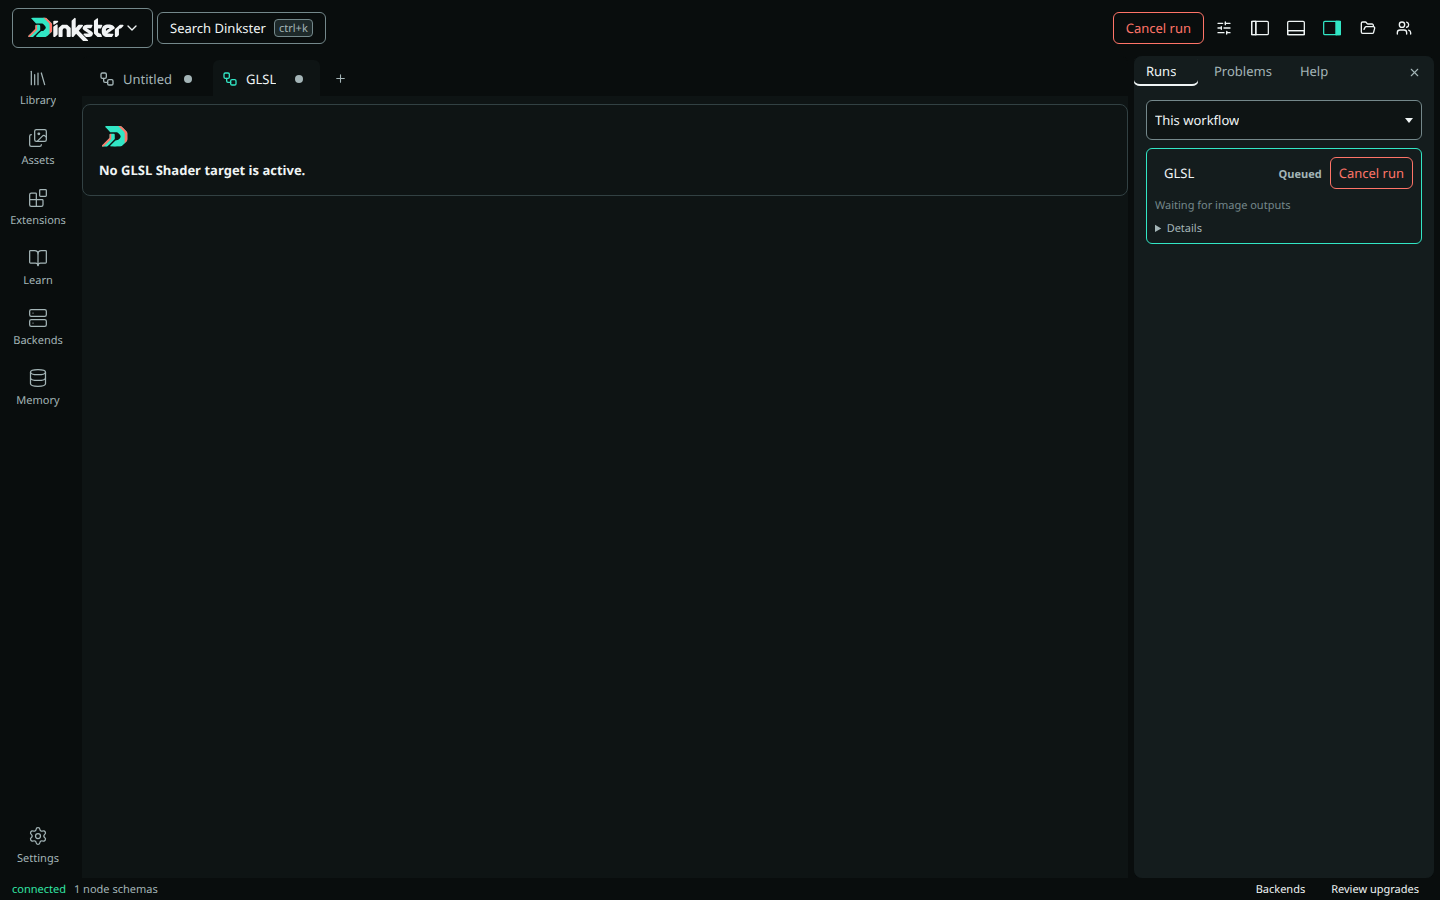 Dinkster
Search Dinkster ctrl+k
Cancel run
Library
Assets
Extensions
Learn
Backends
Memory
Settings
Untitled
GLSL
No GLSL Shader target is active.
Runs Problems Help
This workflow
GLSL Queued Cancel run
Waiting for image outputs
Details
connected 1 node schemas
Backends Review upgrades